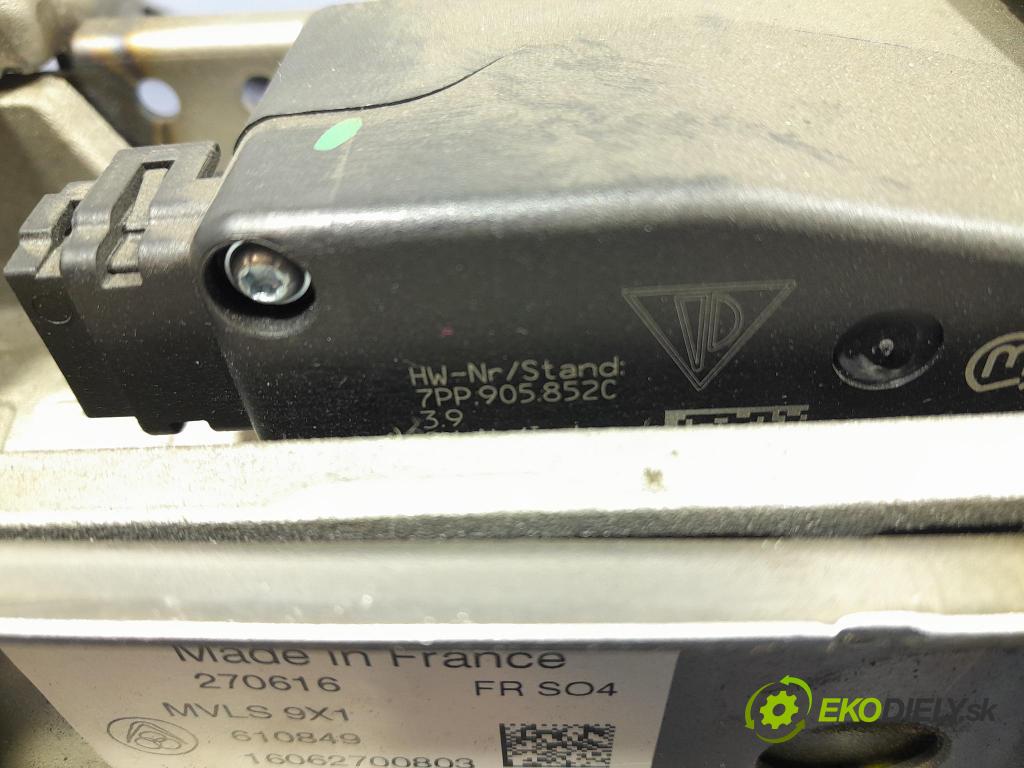 HW-Nr/Stand:
7PP.905.852C
3.9
Made in France
270616 FR SO4
MVLS 9X1
610849
16062700803
EKODIELY.sk